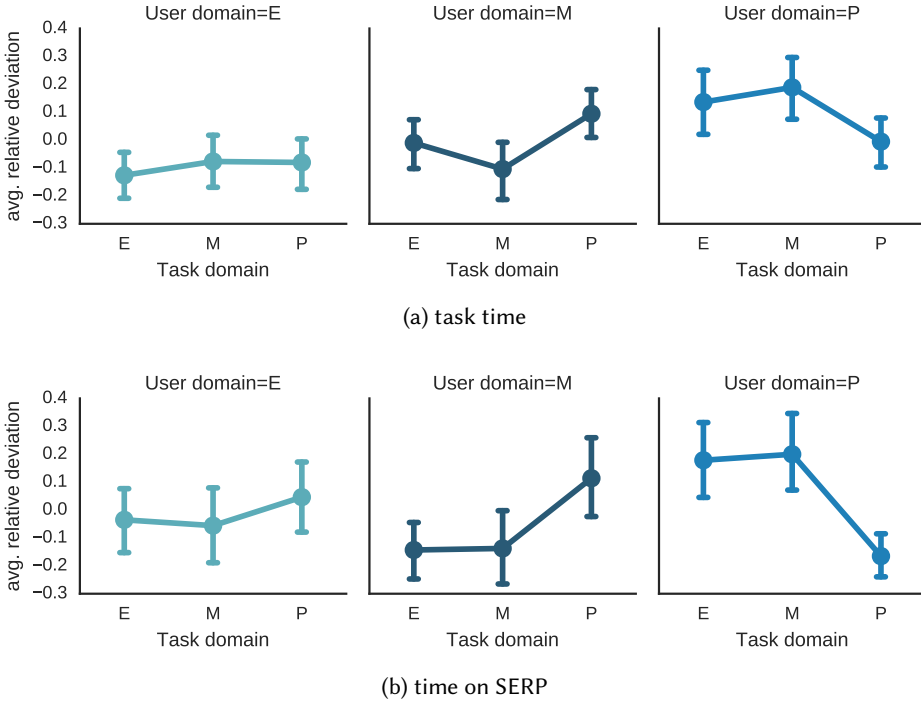 User domain=E User domain=M User domain=P
avg. relative deviation
0.4
0.3
0.2
0.1
0.0
−0.1
−0.2
−0.3
E M P E M P E M P
Task domain Task domain Task domain
(a) task time
User domain=E User domain=M User domain=P
avg. relative deviation
0.4
0.3
0.2
0.1
0.0
−0.1
−0.2
−0.3
E M P E M P E M P
Task domain Task domain Task domain
(b) time on SERP